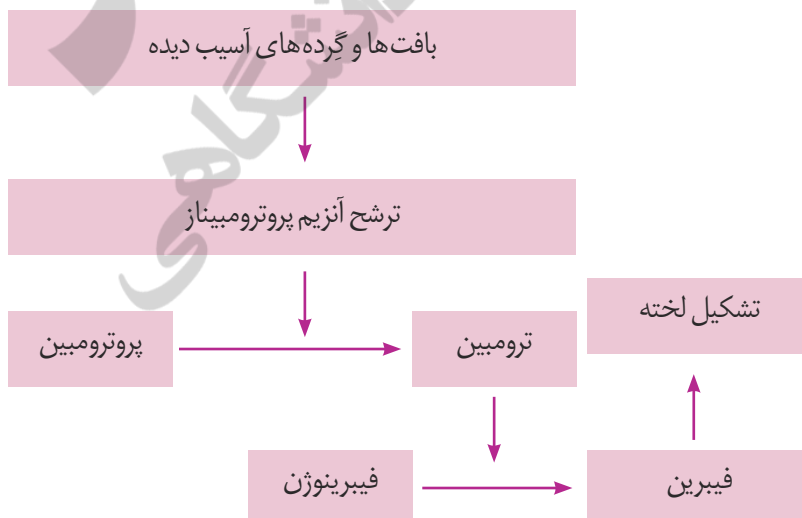 بافت‌ها و گِرده‌های آسیب دیده
ترشح آنزیم پروترومبیناز
تشکیل لخته
پروترومبین
ترومبین
فیبرینوژن
فیبرین